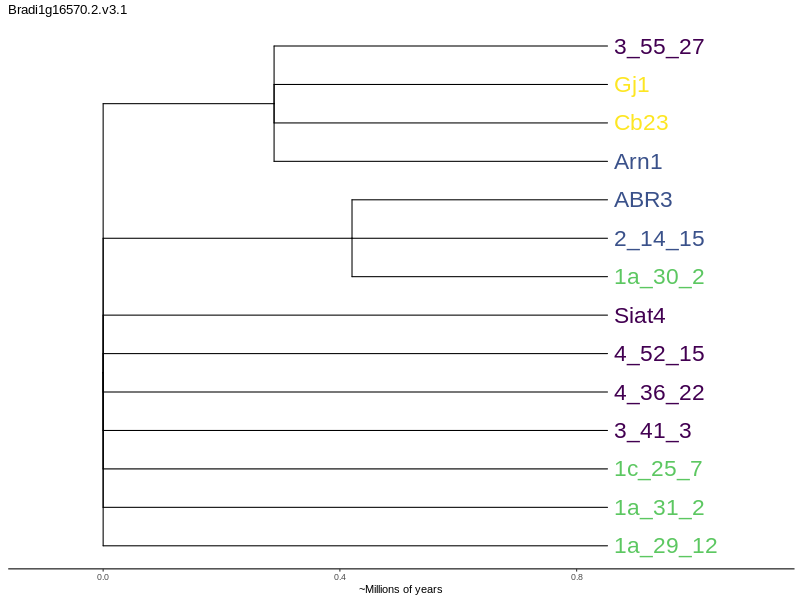 Bradi1g16570.2.v3.1
3_55_27
Gj1
Cb23
Arn1
ABR3
2_14_15
1a_30_2
Siat4
4_52_15
4_36_22
3_41_3
1c_25_7
1a_31_2
1a_29_12
0.0 0.4 0.8
~Millions of years